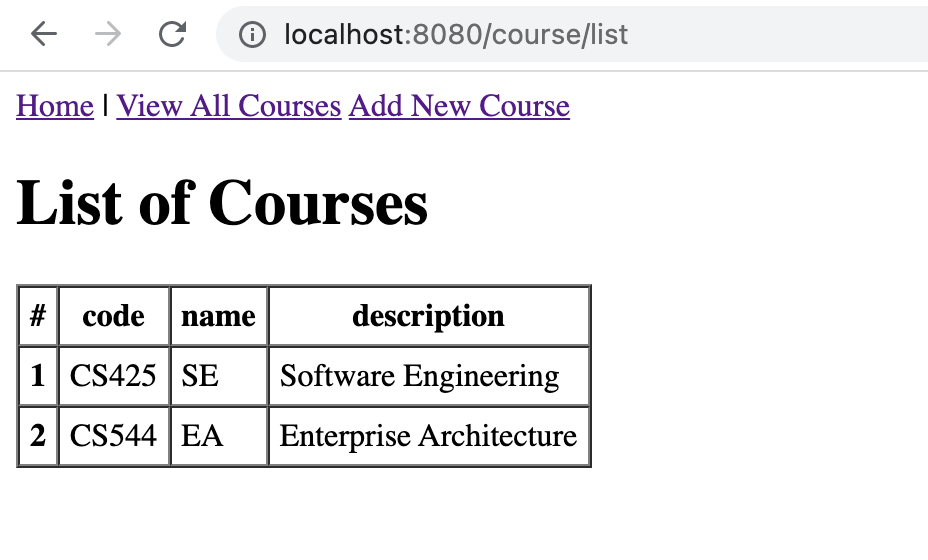 localhost:8080/course/list
Home | View All Courses Add New Course
List of Courses
# code name description
1 CS425 SE Software Engineering
2 CS544 EA Enterprise Architecture